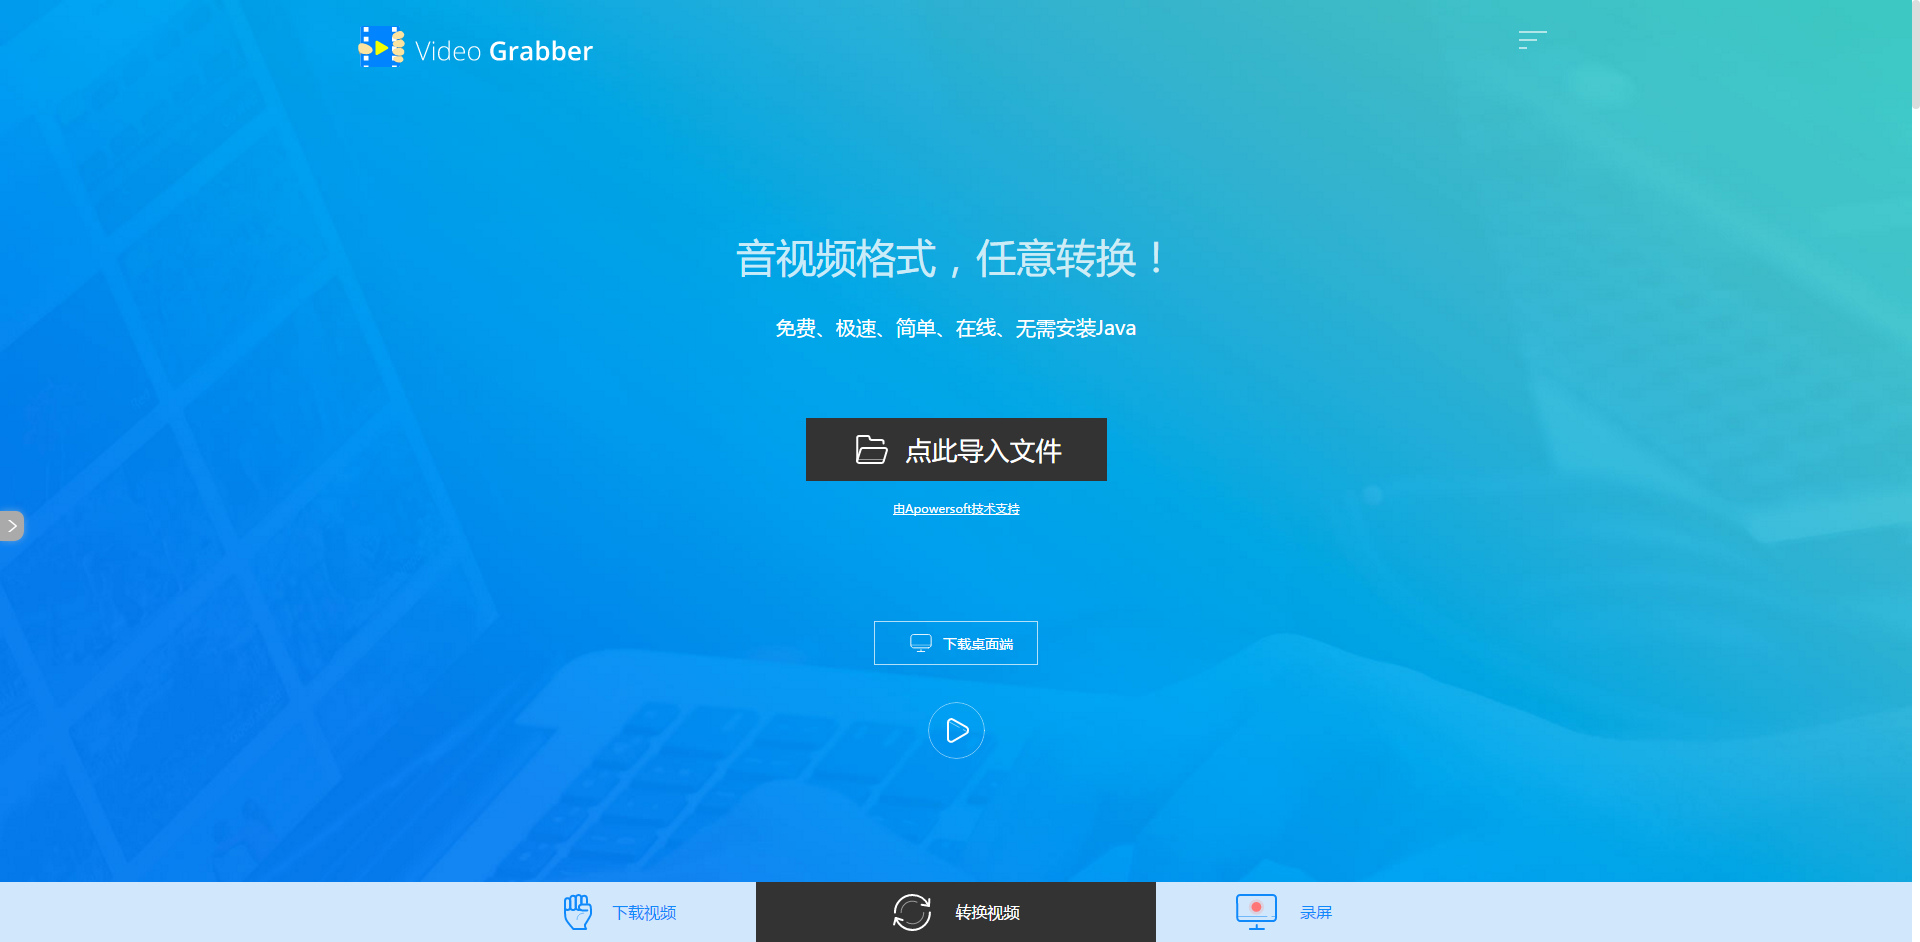 Video Grabber
音视频格式，任意转换！
免费、极速、简单、在线、无需安装Java
点此导入文件
由Apowersoft技术支持
下载桌面端
下载视频
转换视频
录屏